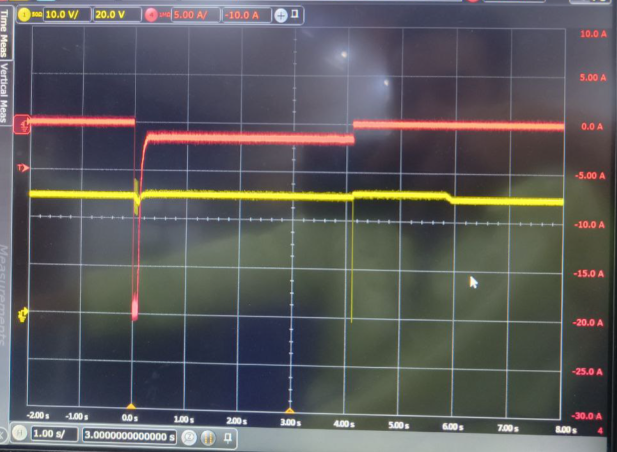 10.0 V/ 20.0 V 5.00 A/ -10.0 A
Time Meas
Vertical Meas
Measurements
10.0 A
5.00 A
0.0 A
-5.00 A
-10.0 A
-15.0 A
-20.0 A
-25.0 A
-30.0 A
T
-2.00 s -1.00 s 0.0 s 1.00 s 2.00 s 3.00 s 4.00 s 5.00 s 6.00 s 7.00 s 8.00 s 4
H 1.00 s/ 3.0000000000000 s